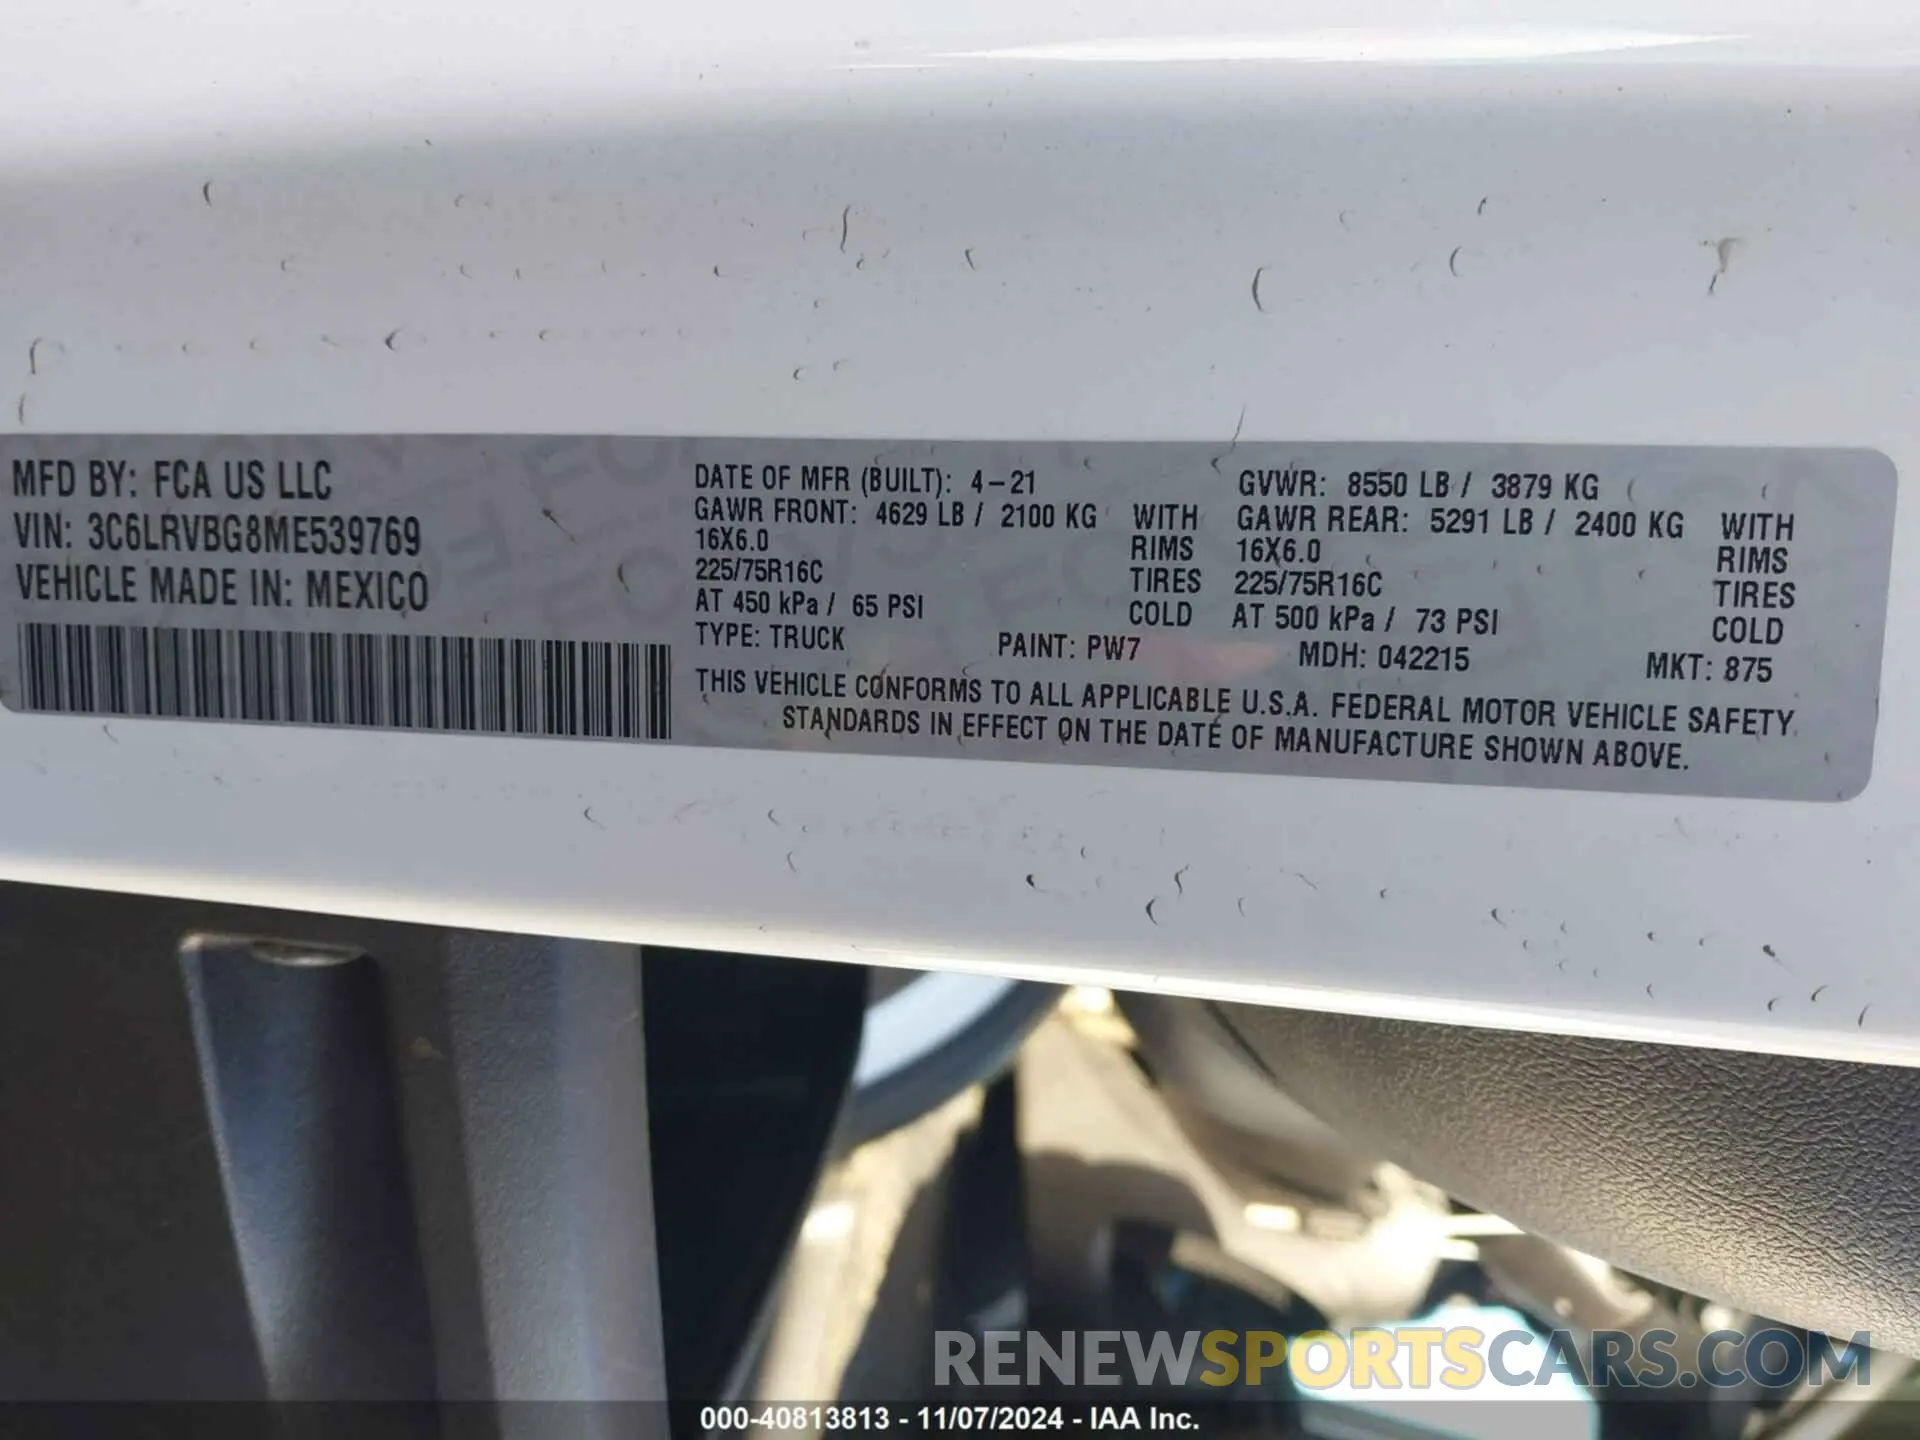 MFD BY: FCA US LLC
VIN: 3C6LRVBG8ME539769
VEHICLE MADE IN: MEXICO
DATE OF MFR (BUILT): 4-21
GAWR FRONT: 4629 LB / 2100 KG WITH
16X6.0 RIMS
225/75R16C TIRES
AT 450 kPa / 65 PSI COLD
GVWR: 8550 LB / 3879 KG
GAWR REAR: 5291 LB / 2400 KG WITH
16X6.0 RIMS
225/75R16C TIRES
AT 500 kPa / 73 PSI COLD
TYPE: TRUCK PAINT: PW7 MDH: 042215 MKT: 875
THIS VEHICLE CONFORMS TO ALL APPLICABLE U.S.A. FEDERAL MOTOR VEHICLE SAFETY
STANDARDS IN EFFECT ON THE DATE OF MANUFACTURE SHOWN ABOVE.
RENEWSPORTSCARS.COM
000-40813813 - 11/07/2024 - IAA Inc.